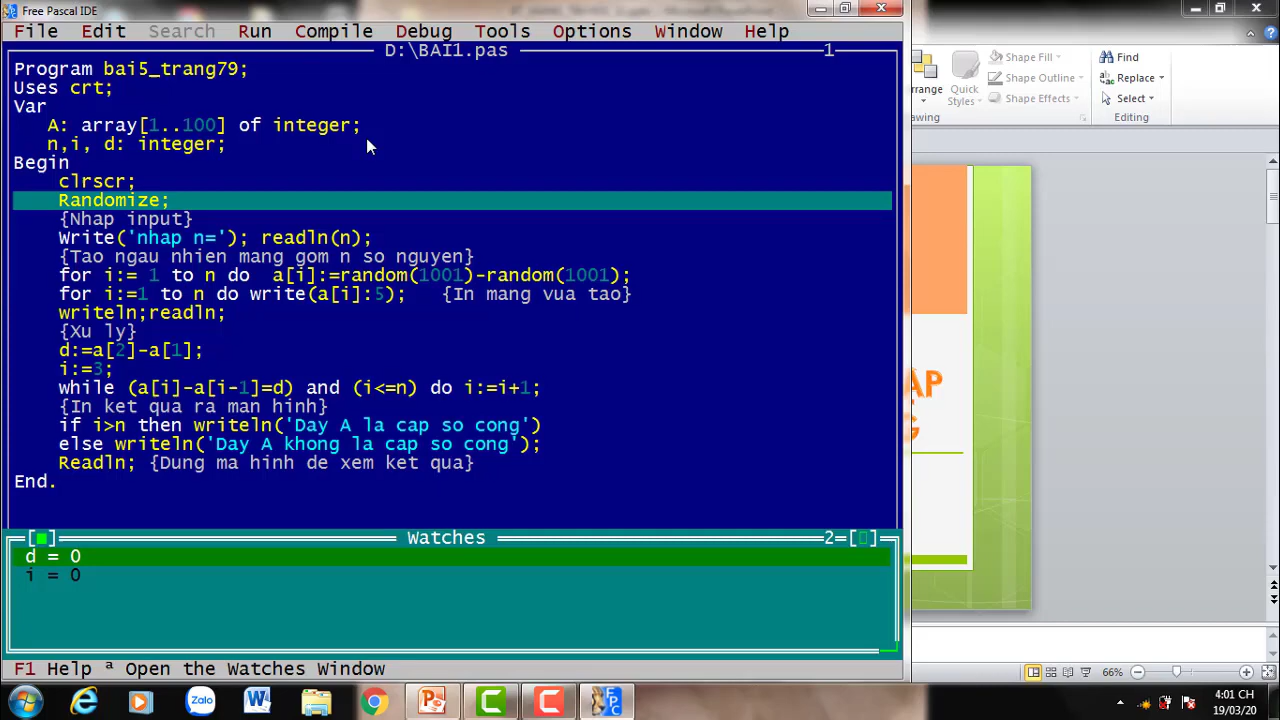 Free Pascal IDE
File Edit Search Run Compile Debug Tools Options Window Help
D:\BAI1.pas 1
Program bai5_trang79;
Uses crt;
Var
A: array[1..100] of integer;
n,i, d: integer;
Begin
clrscr;
Randomize;
{Nhap input}
Write('nhap n='); readln(n);
{Tao ngau nhien mang gom n so nguyen}
for i:= 1 to n do a[i]:=random(1001)-random(1001);
for i:=1 to n do write(a[i]:5); {In mang vua tao}
writeln;readln;
{Xu ly}
d:=a[2]-a[1];
i:=3;
while (a[i]-a[i-1]=d) and (i<=n) do i:=i+1;
{In ket qua ra man hinh}
if i>n then writeln('Day A la cap so cong')
else writeln('Day A khong la cap so cong');
Readln; {Dung ma hinh de xem ket qua}
End.
Watches 2
d = 0
i = 0
F1 Help ª Open the Watches Window
Shape Fill
Shape Outline
Shape Effects
Quick
Styles
Find
Replace
Select
rrange
awing
Editing
66%
Zalo
4:01 CH
19/03/20